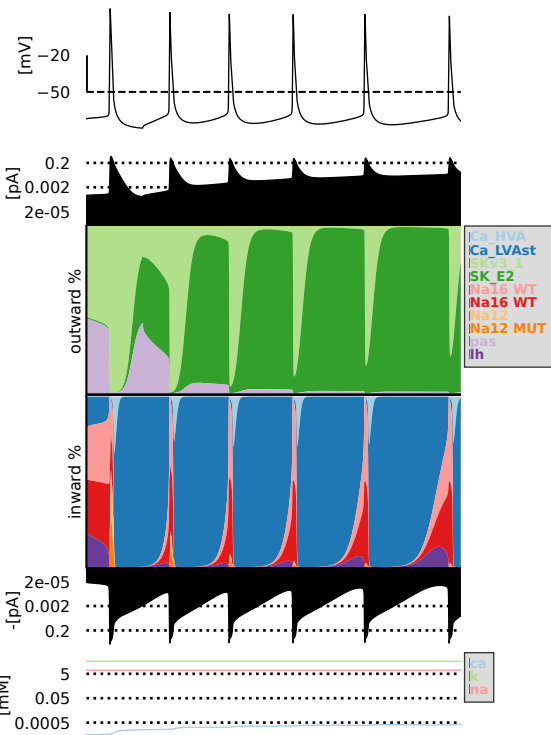 [mV]
−20
−50
[pA]
0.2
0.002
2e-05
outward %
Ca_HVA
Ca_LVAst
SKv3_1
SK_E2
Na16 WT
Na16 WT
Na12
Na12 MUT
pas
Ih
inward %
-[pA]
2e-05
0.002
0.2
[mM]
5
0.05
0.0005
ca
k
na